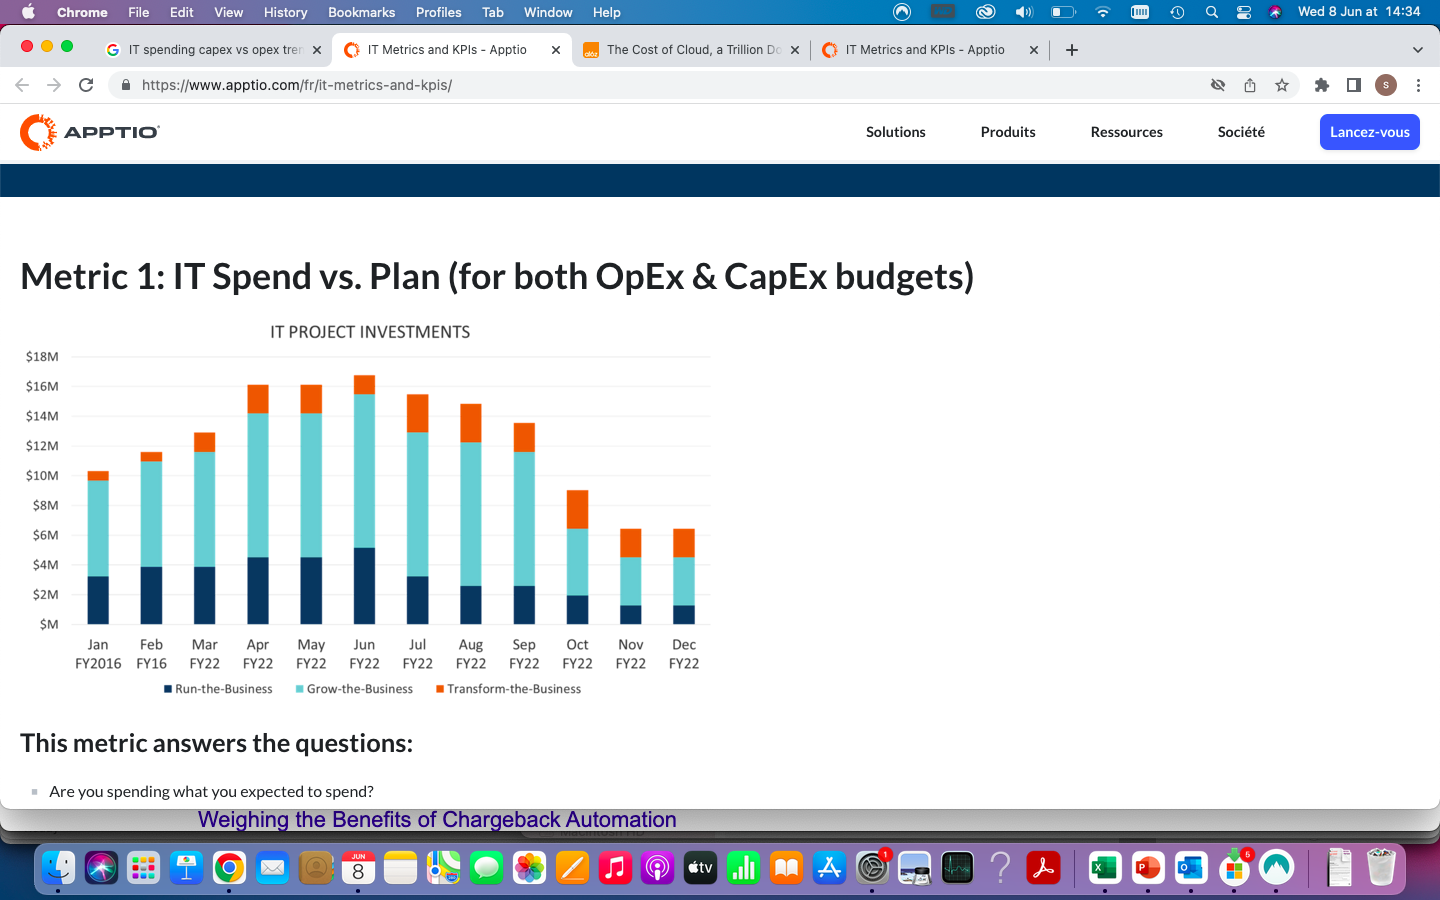 Chrome File Edit View History Bookmarks Profiles Tab Window Help Wed 8 Jun at 14:34
IT spending capex vs opex tren IT Metrics and KPIs - Apptio The Cost of Cloud, a Trillion Do IT Metrics and KPIs - Apptio
https://www.apptio.com/fr/it-metrics-and-kpis/ S
APPTIO Solutions Produits Ressources Société Lancez-vous
Metric 1: IT Spend vs. Plan (for both OpEx & CapEx budgets)
IT PROJECT INVESTMENTS
$18M
$16M
$14M
$12M
$10M
$8M
$6M
$4M
$2M
$M
Jan Feb Mar Apr May Jun Jul Aug Sep Oct Nov Dec
FY2016 FY16 FY22 FY22 FY22 FY22 FY22 FY22 FY22 FY22 FY22 FY22
Run-the-Business Grow-the-Business Transform-the-Business
This metric answers the questions:
Are you spending what you expected to spend?
Weighing the Benefits of Chargeback Automation
JUN
8
tv
1
5